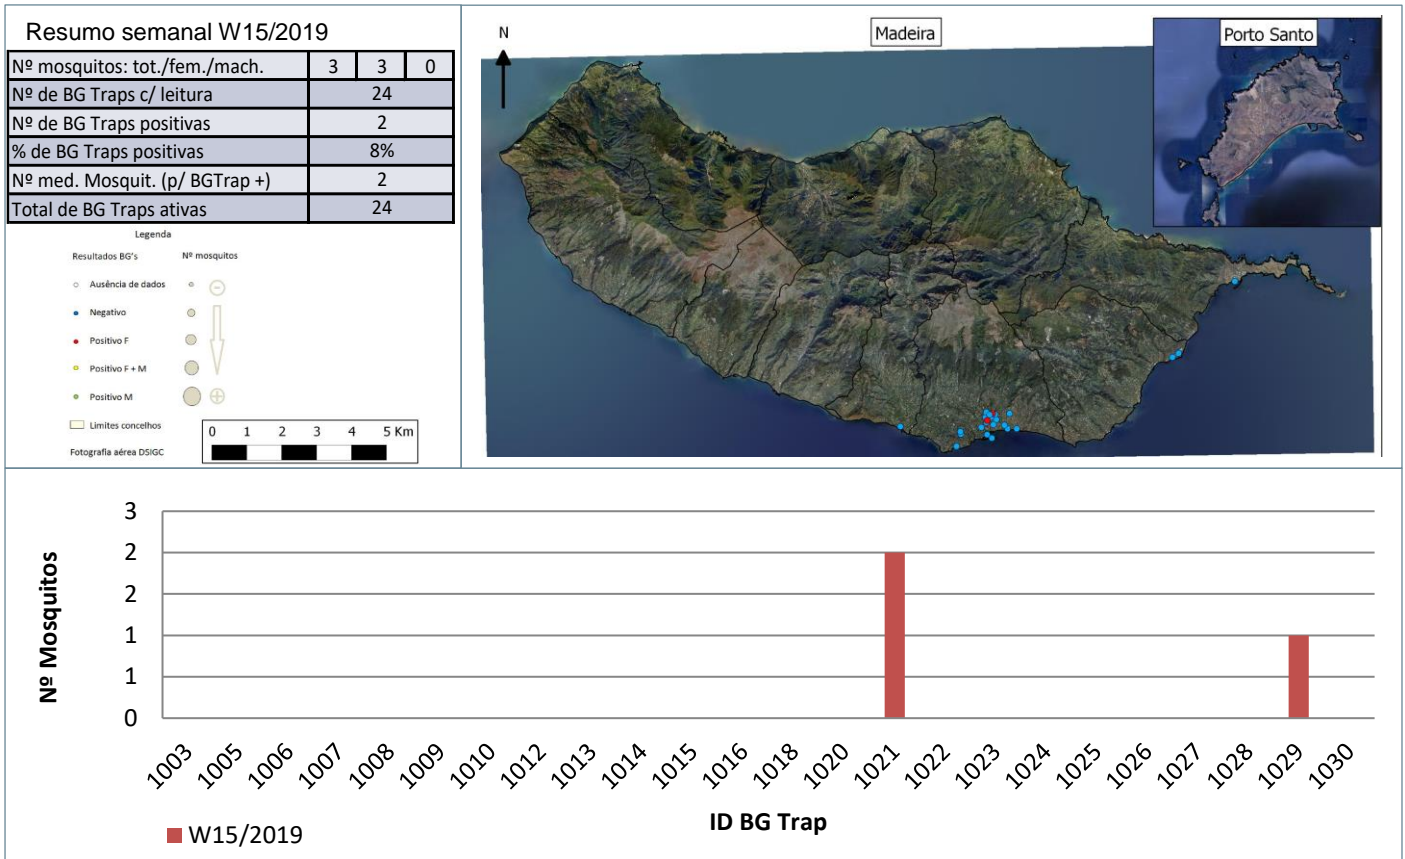 Resumo semanal W15/2019
Nº mosquitos: tot./fem./mach. 3 3 0
Nº de BG Traps c/ leitura 24
Nº de BG Traps positivas 2
% de BG Traps positivas 8%
Nº med. Mosquit. (p/ BGTrap +) 2
Total de BG Traps ativas 24
Legenda
Resultados BG's Nº mosquitos
Ausência de dados
Negativo
Positivo F
Positivo F + M
Positivo M
Limites concelhos
Fotografia aérea DSIGC
0 1 2 3 4 5 Km
N
Madeira
Porto Santo
Nº Mosquitos
3
2
2
1
1
0
1003 1005 1006 1007 1008 1009 1010 1012 1013 1014 1015 1016 1018 1020 1021 1022 1023 1024 1025 1026 1027 1028 1029 1030
ID BG Trap
W15/2019